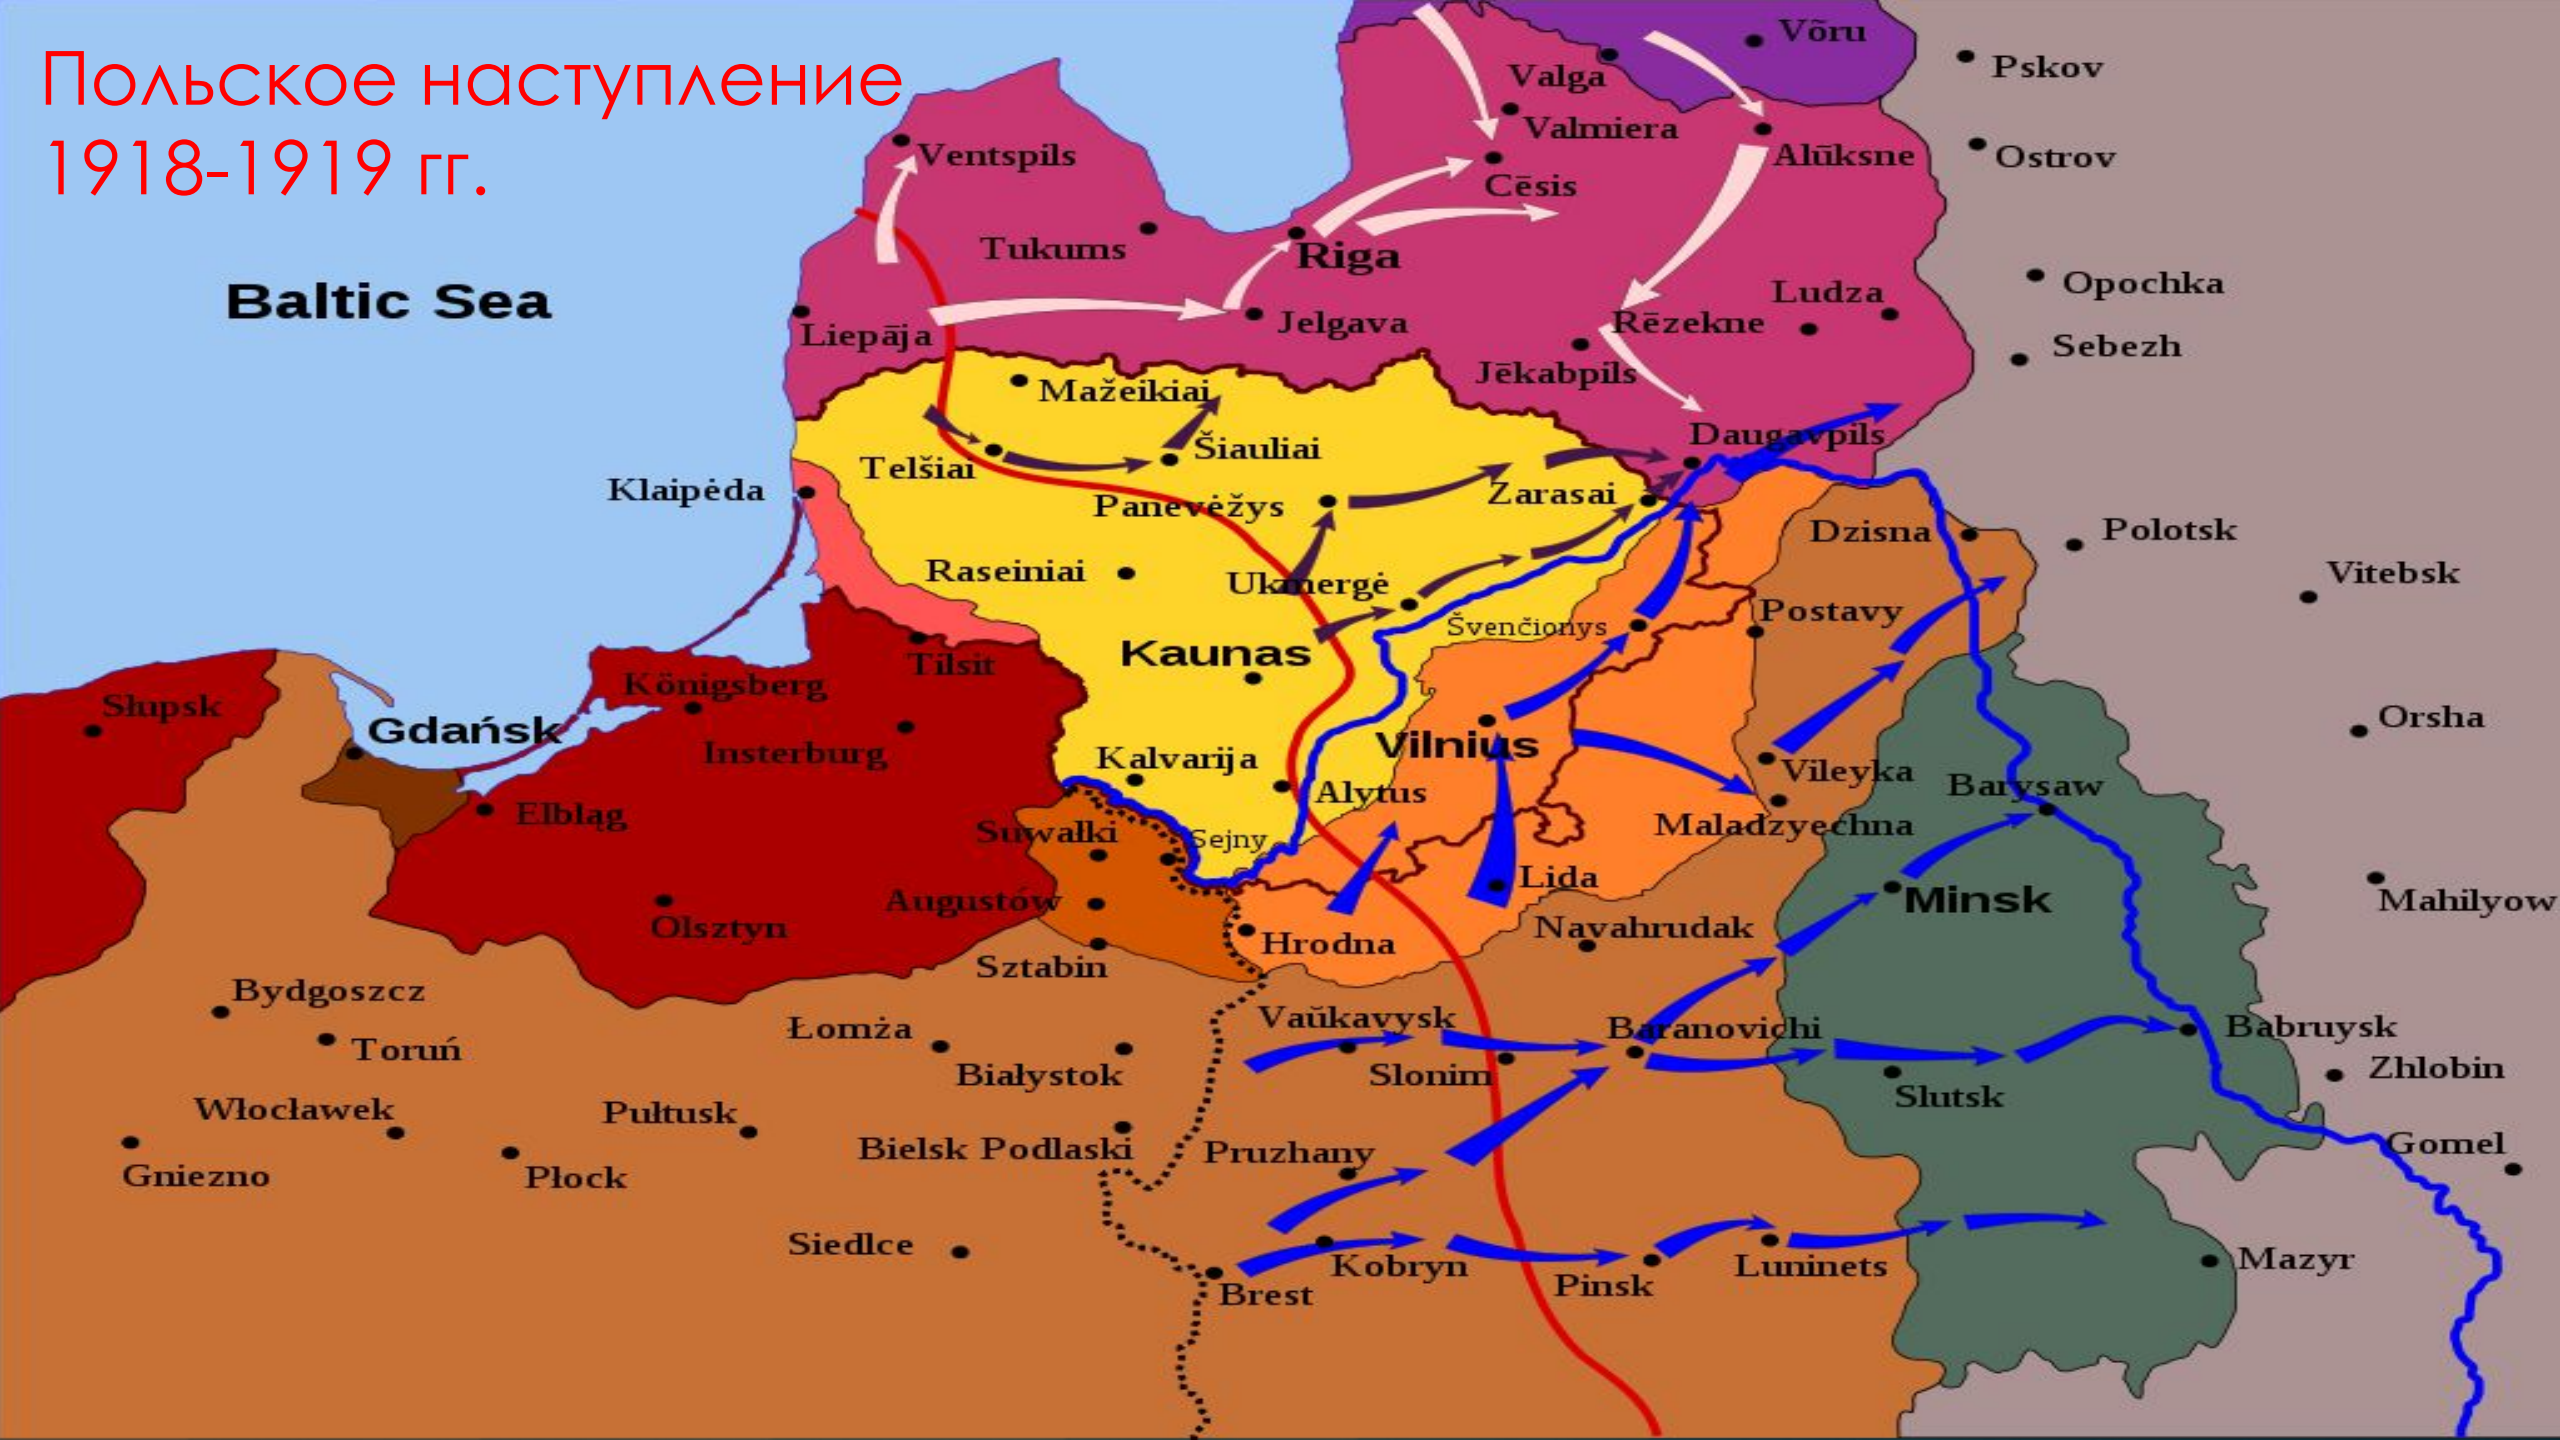 Польское наступление
1918-1919 гг.
Võru
Pskov
Valga
Valmiera
Ventspils
Alūksne
Ostrov
Cēsis
Tukums
Riga
Baltic Sea
Opochka
Ludza
Liepāja
Jelgava
Rēzekne
Sebezh
Jēkabpils
Mažeikiai
Daugavpils
Šiauliai
Telšiai
Klaipėda
Panevėžys
Zarasai
Dzisna
Polotsk
Raseiniai
Ukmergė
Vitebsk
Postavy
Švenčionys
Kaunas
Tilsit
Königsberg
Słupsk
Gdańsk
Orsha
Insterburg
Vilnius
Kalvarija
Vileyka
Barysaw
Alytus
Elbląg
Suwałki
Sejny
Maladzyechna
Lida
Augustów
Minsk
Mahilyow
Olsztyn
Navahrudak
Hrodna
Sztabin
Bydgoszcz
Vaŭkavysk
Łomża
Baranovichi
Babruysk
Toruń
Białystok
Slonim
Zhlobin
Slutsk
Włocławek
Pułtusk
Bielsk Podlaski
Pruzhany
Gomel
Gniezno
Płock
Siedlce
Kobryn
Luninets
Mazyr
Pinsk
Brest